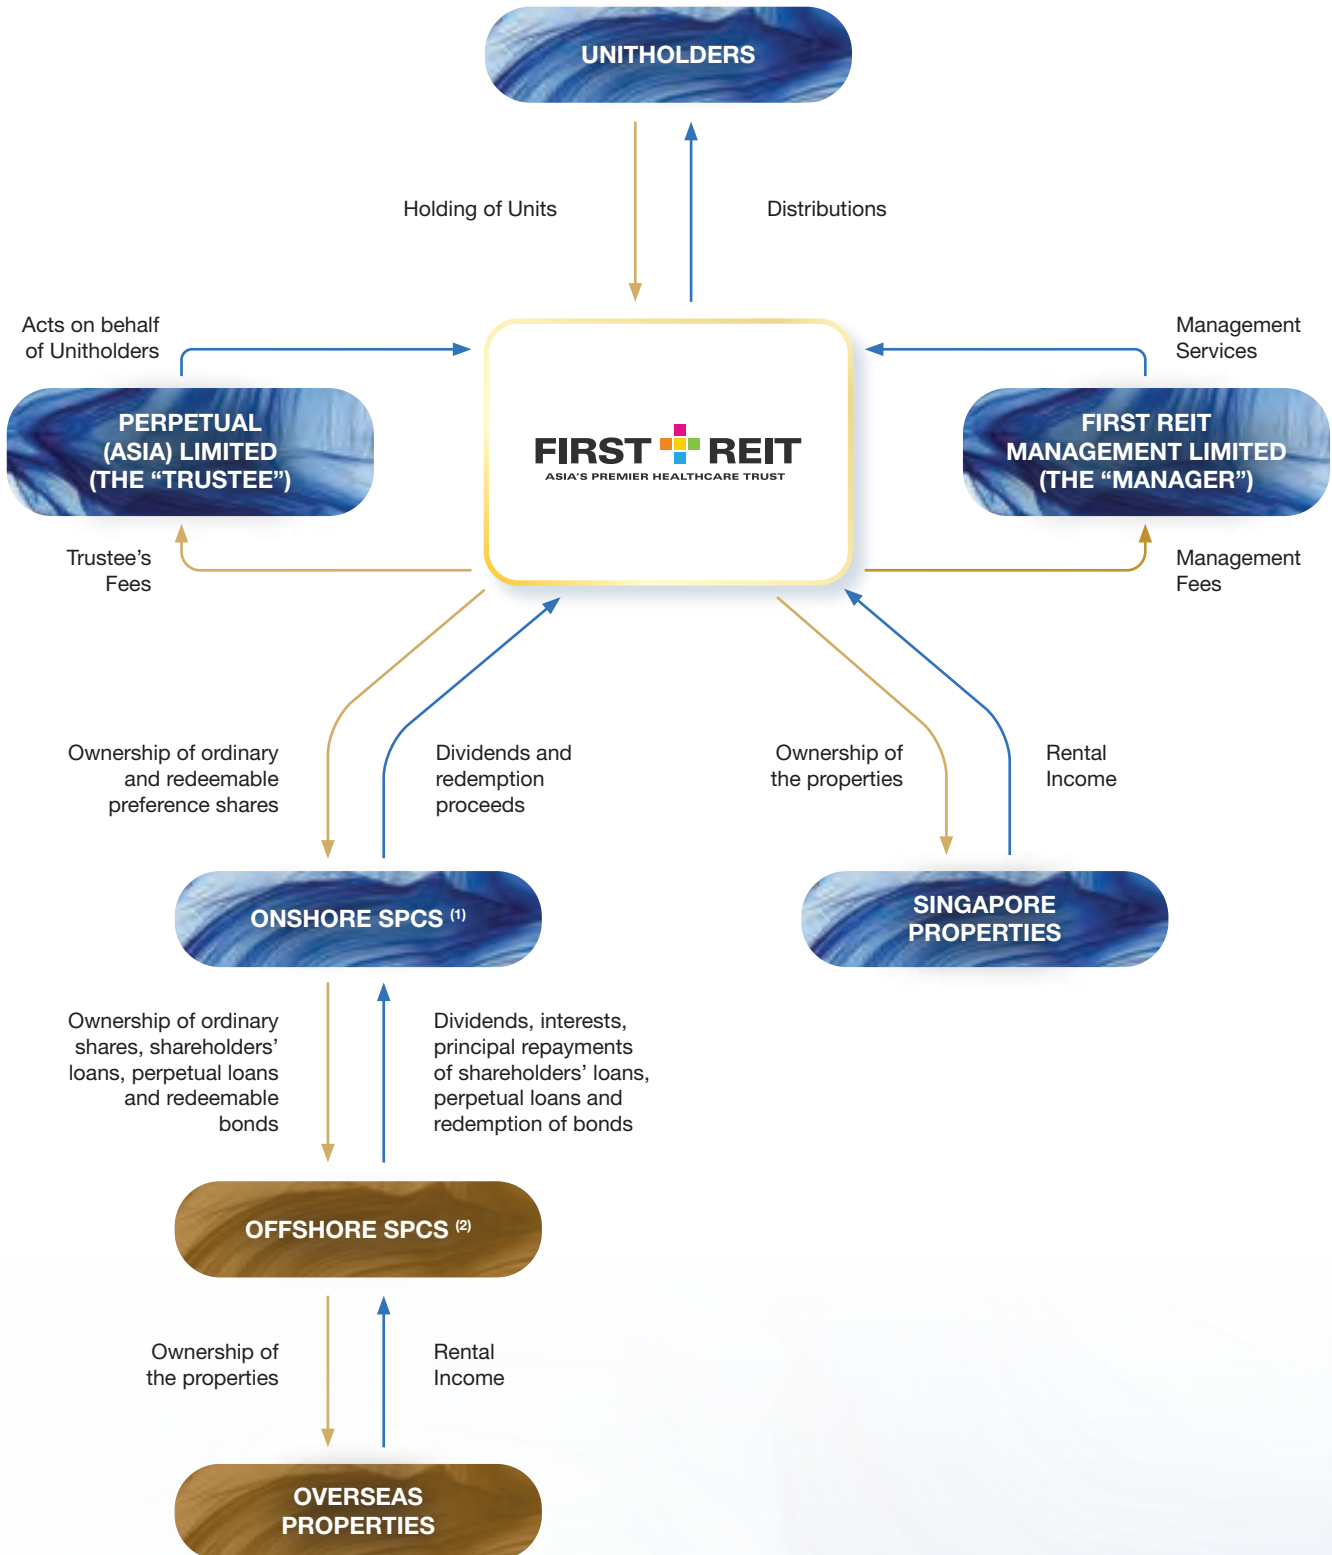 UNITHOLDERS
Holding of Units
Distributions
Acts on behalf
of Unitholders
Management
Services
PERPETUAL
(ASIA) LIMITED
(THE “TRUSTEE”)
FIRST REIT
ASIA'S PREMIER HEALTHCARE TRUST
FIRST REIT
MANAGEMENT LIMITED
(THE “MANAGER”)
Trustee’s
Fees
Management
Fees
Ownership of ordinary
and redeemable
preference shares
Dividends and
redemption
proceeds
Ownership of
the properties
Rental
Income
ONSHORE SPCS (1)
SINGAPORE
PROPERTIES
Ownership of ordinary
shares, shareholders’
loans, perpetual loans
and redeemable
bonds
Dividends, interests,
principal repayments
of shareholders’ loans,
perpetual loans and
redemption of bonds
OFFSHORE SPCS (2)
Ownership of
the properties
Rental
Income
OVERSEAS
PROPERTIES